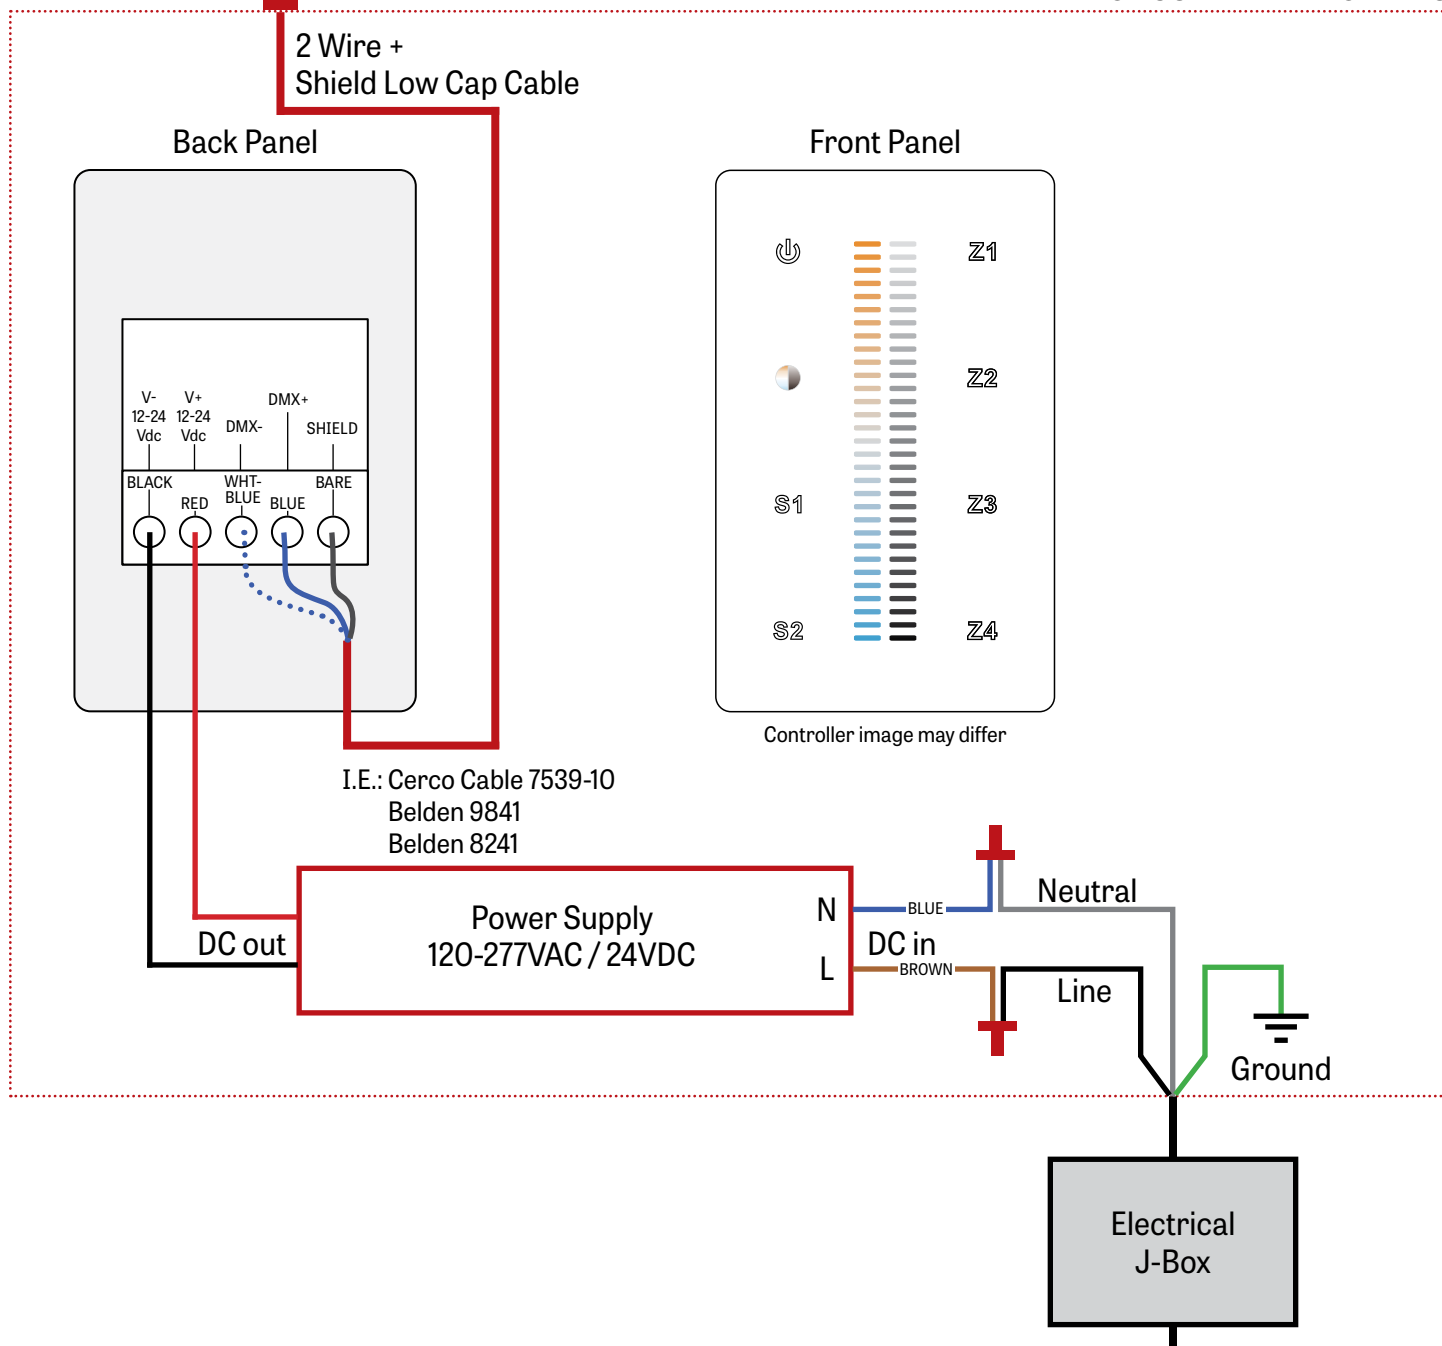 2 Wire +
Shield Low Cap Cable
Back Panel
Front Panel
V-
12-24
Vdc
V+
12-24
Vdc
DMX-
DMX+
SHIELD
BLACK
RED
WHT-
BLUE
BLUE
BARE
Z1
Z2
S1
Z3
S2
Z4
Controller image may differ
I.E.: Cerco Cable 7539-10
Belden 9841
Belden 8241
Power Supply
120-277VAC / 24VDC
DC out
N
L
DC in
BLUE
BROWN
Neutral
Line
Ground
Electrical
J-Box